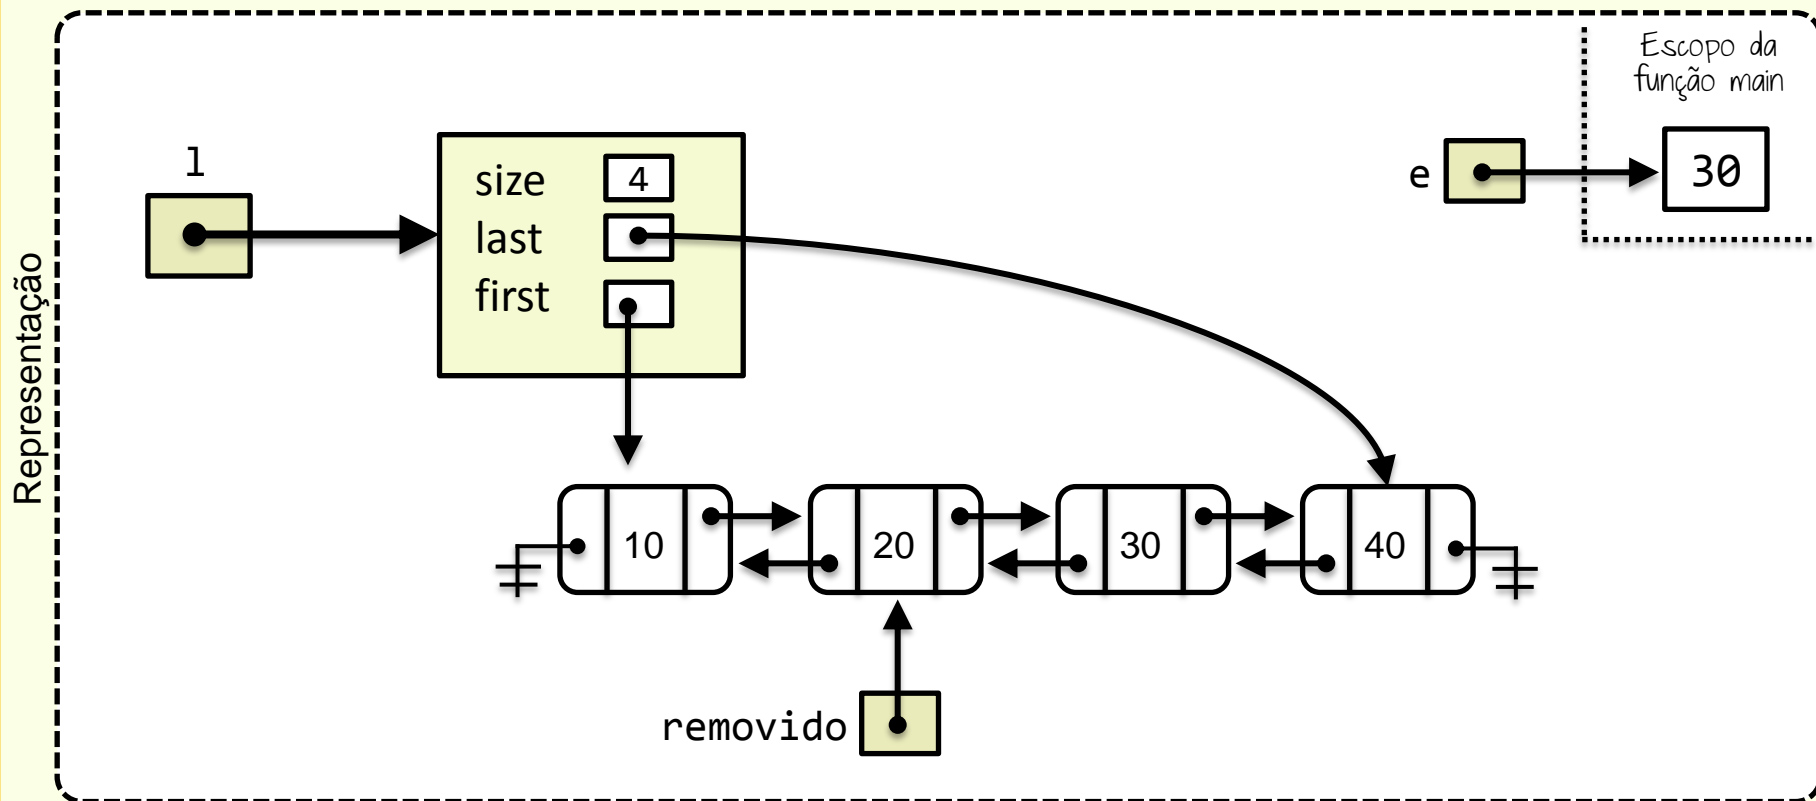 Representação
Escopo da
função main
l
size 4
last
first
e
30
10
20
30
40
removido